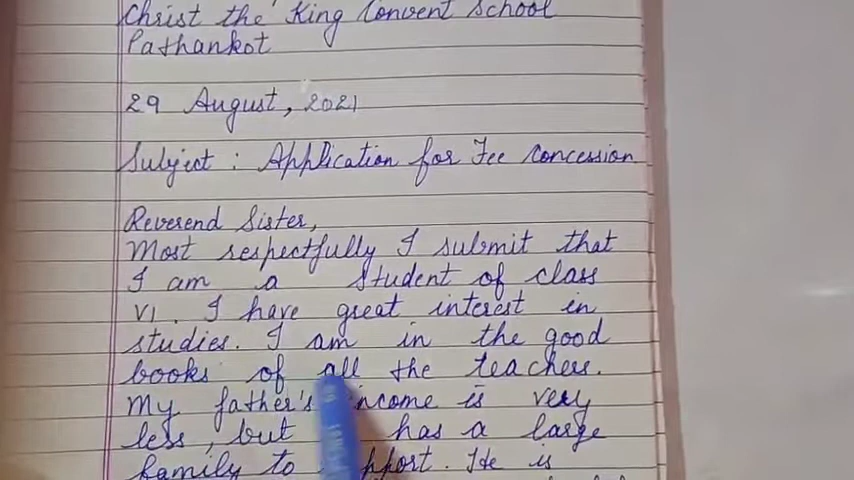 Christ the King Convent School
Pathankot
29 August, 2021
Subject : Application for Fee Concession
Reverend Sister,
Most respectfully I submit that
I am a student of class
VI. I have great interest in
studies. I am in the good
books of all the teachers.
My father's income is very
less, but has a large
family to He is